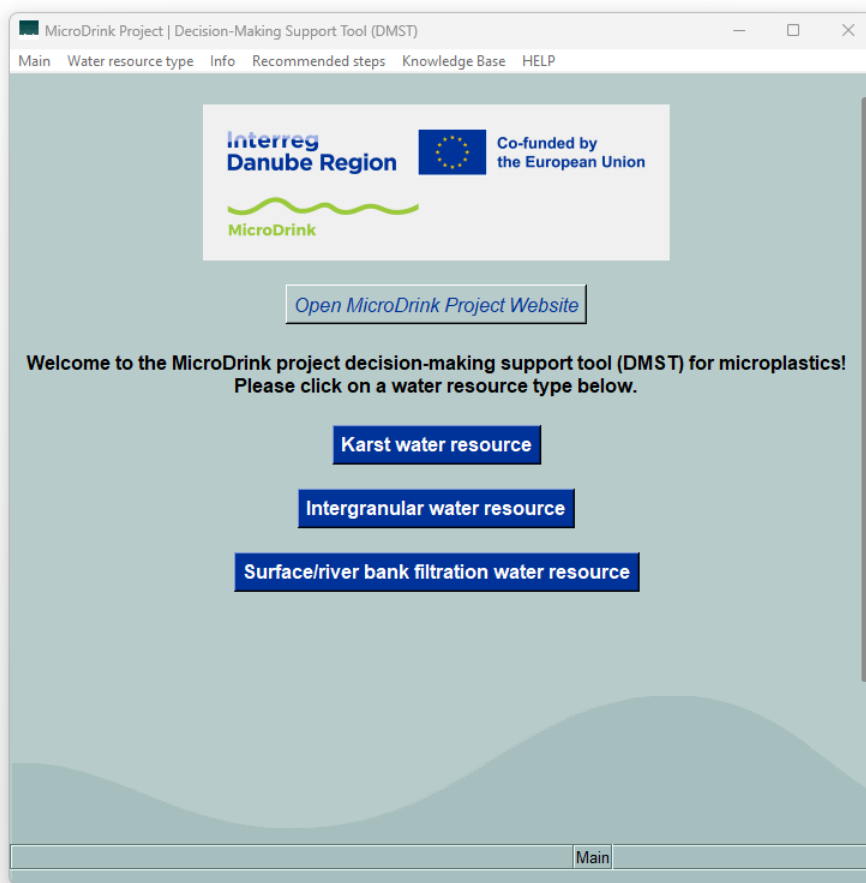 MicroDrink Project | Decision-Making Support Tool (DMST)
Main Water resource type Info Recommended steps Knowledge Base HELP
Interreg
Danube Region
Co-funded by
the European Union
MicroDrink
Open MicroDrink Project Website
Welcome to the MicroDrink project decision-making support tool (DMST) for microplastics!
Please click on a water resource type below.
Karst water resource
Intergranular water resource
Surface/river bank filtration water resource
Main